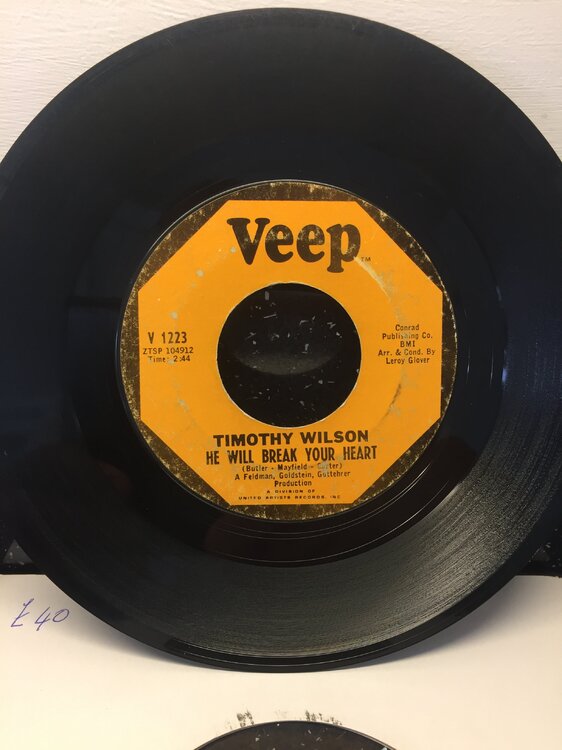 Veep TM
V 1223
ZTSP 104912
Time: 2:44
Conrad
Publishing Co.
BMI
Arr. & Cond. By
Leroy Glover
TIMOTHY WILSON
HE WILL BREAK YOUR HEART
(Butler - Mayfield - Carter)
A Feldman, Goldstein, Gottehrer
Production
A DIVISION OF
UNITED ARTISTS RECORDS, INC
£40